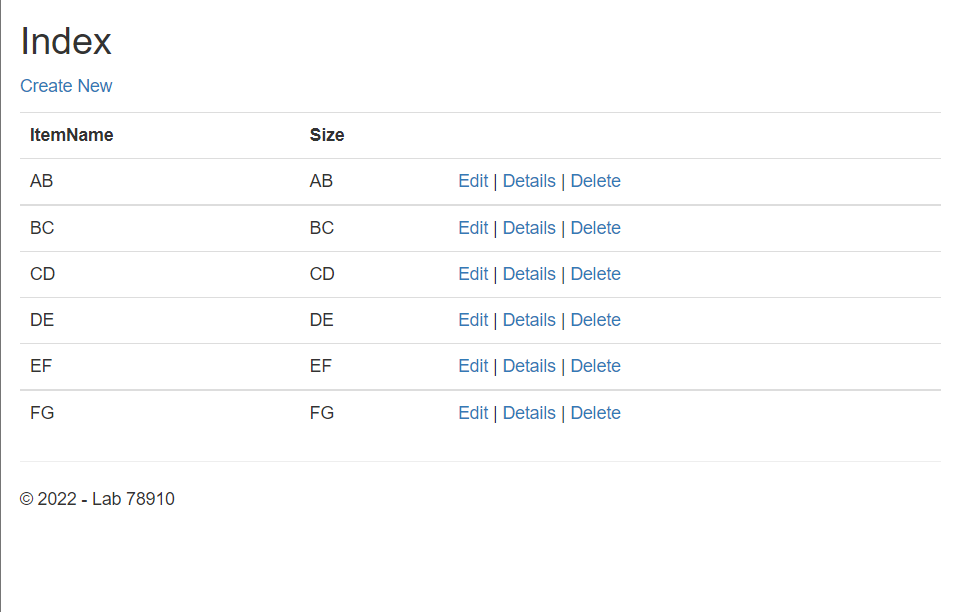 Index
Create New
ItemName Size
AB AB Edit | Details | Delete
BC BC Edit | Details | Delete
CD CD Edit | Details | Delete
DE DE Edit | Details | Delete
EF EF Edit | Details | Delete
FG FG Edit | Details | Delete
© 2022 - Lab 78910